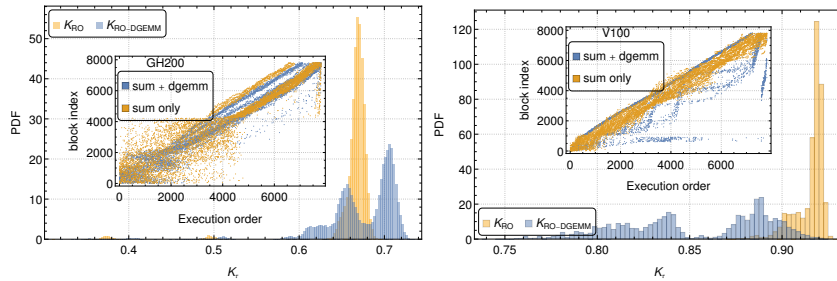 K_RO K_RO-DGEMM
PDF
50
40
30
20
10
0
GH200
sum + dgemm
sum only
block index
8000
6000
4000
2000
0
0 2000 4000 6000
Execution order
0.4 0.5 0.6 0.7
K_r
PDF
120
100
80
60
40
20
0
V100
sum + dgemm
sum only
block index
8000
6000
4000
2000
0
0 2000 4000 6000
Execution order
K_RO K_RO-DGEMM
0.75 0.80 0.85 0.90
K_r